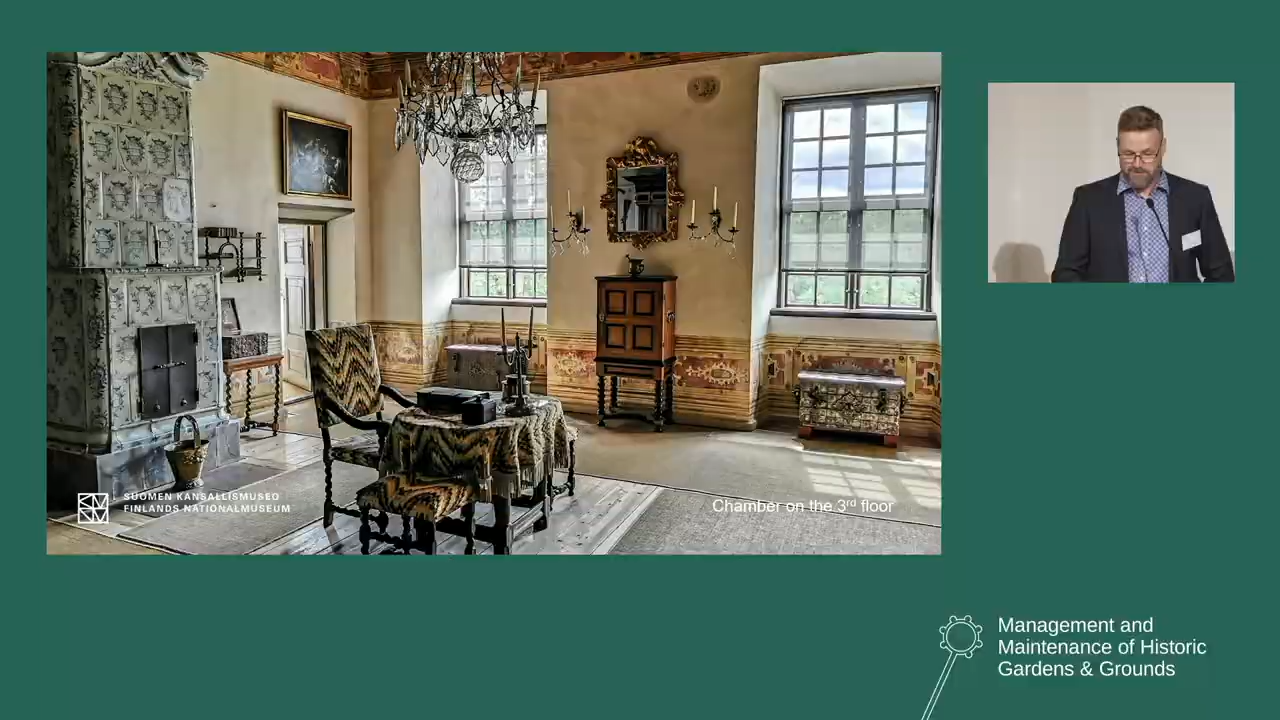 SUOMEN KANSALLISMUSEO
FINLANDS NATIONALMUSEUM
Chamber on the 3rd floor
Management and
Maintenance of Historic
Gardens & Grounds